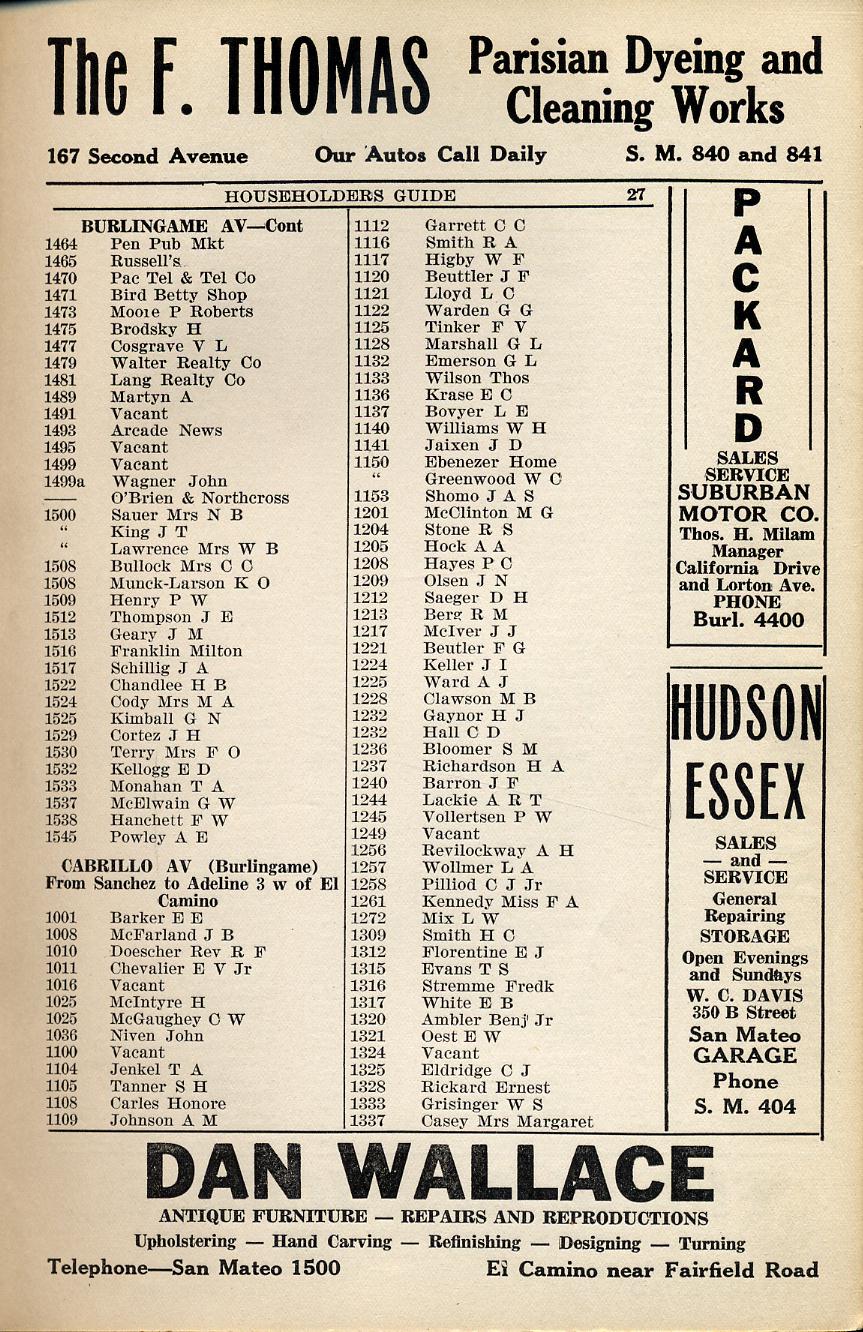 The F. THOMAS
Parisian Dyeing and
Cleaning Works
167 Second Avenue Our Autos Call Daily S. M. 840 and 841
HOUSEHOLDERS GUIDE 27
BURLINGAME AV—Cont
1464 Pen Pub Mkt
1465 Russell's
1470 Pac Tel & Tel Co
1471 Bird Betty Shop
1473 Mooie P Roberts
1475 Brodsky H
1477 Cosgrave V L
1479 Walter Realty Co
1481 Lang Realty Co
1489 Martyn A
1491 Vacant
1493 Arcade News
1495 Vacant
1499 Vacant
1499a Wagner John
—— O'Brien & Northcross
1500 Sauer Mrs N B
“ King J T
“ Lawrence Mrs W B
1508 Bullock Mrs C C
1508 Munck-Larson K O
1509 Henry P W
1512 Thompson J E
1513 Geary J M
1516 Franklin Milton
1517 Schillig J A
1522 Chandlee H B
1524 Cody Mrs M A
1525 Kimball G N
1529 Cortez J H
1530 Terry Mrs F O
1532 Kellogg E D
1533 Monahan T A
1537 McElwain G W
1538 Hanchett F W
1545 Powley A E
CABRILLO AV (Burlingame)
From Sanchez to Adeline 3 w of El
Camino
1001 Barker E E
1008 McFarland J B
1010 Doescher Rev R F
1011 Chevalier E V Jr
1016 Vacant
1025 McIntyre H
1025 McGaughey C W
1036 Niven John
1100 Vacant
1104 Jenkel T A
1105 Tanner S H
1108 Carles Honore
1109 Johnson A M
1112 Garrett C C
1116 Smith R A
1117 Higby W F
1120 Beuttler J F
1121 Lloyd L C
1122 Warden G G
1125 Tinker F V
1128 Marshall G L
1132 Emerson G L
1133 Wilson Thos
1136 Krase E C
1137 Bovyer L E
1140 Williams W H
1141 Jaixen J D
1150 Ebenezer Home
“ Greenwood W C
1153 Shomo J A S
1201 McClinton M G
1204 Stone R S
1205 Hock A A
1208 Hayes P C
1209 Olsen J N
1212 Saeger D H
1213 Berg R M
1217 McIver J J
1221 Beutler F G
1224 Keller J I
1225 Ward A J
1228 Clawson M B
1232 Gaynor H J
1232 Hall C D
1236 Bloomer S M
1237 Richardson H A
1240 Barron J F
1244 Lackie A R T
1245 Vollertsen P W
1249 Vacant
1256 Revilockway A H
1257 Wollmer L A
1258 Pilliod C J Jr
1261 Kennedy Miss F A
1272 Mix L W
1309 Smith H C
1312 Florentine E J
1315 Evans T S
1316 Stremme Fredk
1317 White E B
1320 Ambler Benj Jr
1321 Oest E W
1324 Vacant
1325 Eldridge C J
1328 Rickard Ernest
1333 Grisinger W S
1337 Casey Mrs Margaret
PACKARD
SALES
SERVICE
SUBURBAN
MOTOR CO.
Thos. H. Milam
Manager
California Drive
and Lorton Ave.
PHONE
Burl. 4400
HUDSON
ESSEX
SALES
— and —
SERVICE
General
Repairing
STORAGE
Open Evenings
and Sundays
W. C. DAVIS
350 B Street
San Mateo
GARAGE
Phone
S. M. 404
DAN WALLACE
ANTIQUE FURNITURE — REPAIRS AND REPRODUCTIONS
Upholstering — Hand Carving — Refinishing — Designing — Turning
Telephone—San Mateo 1500 El Camino near Fairfield Road